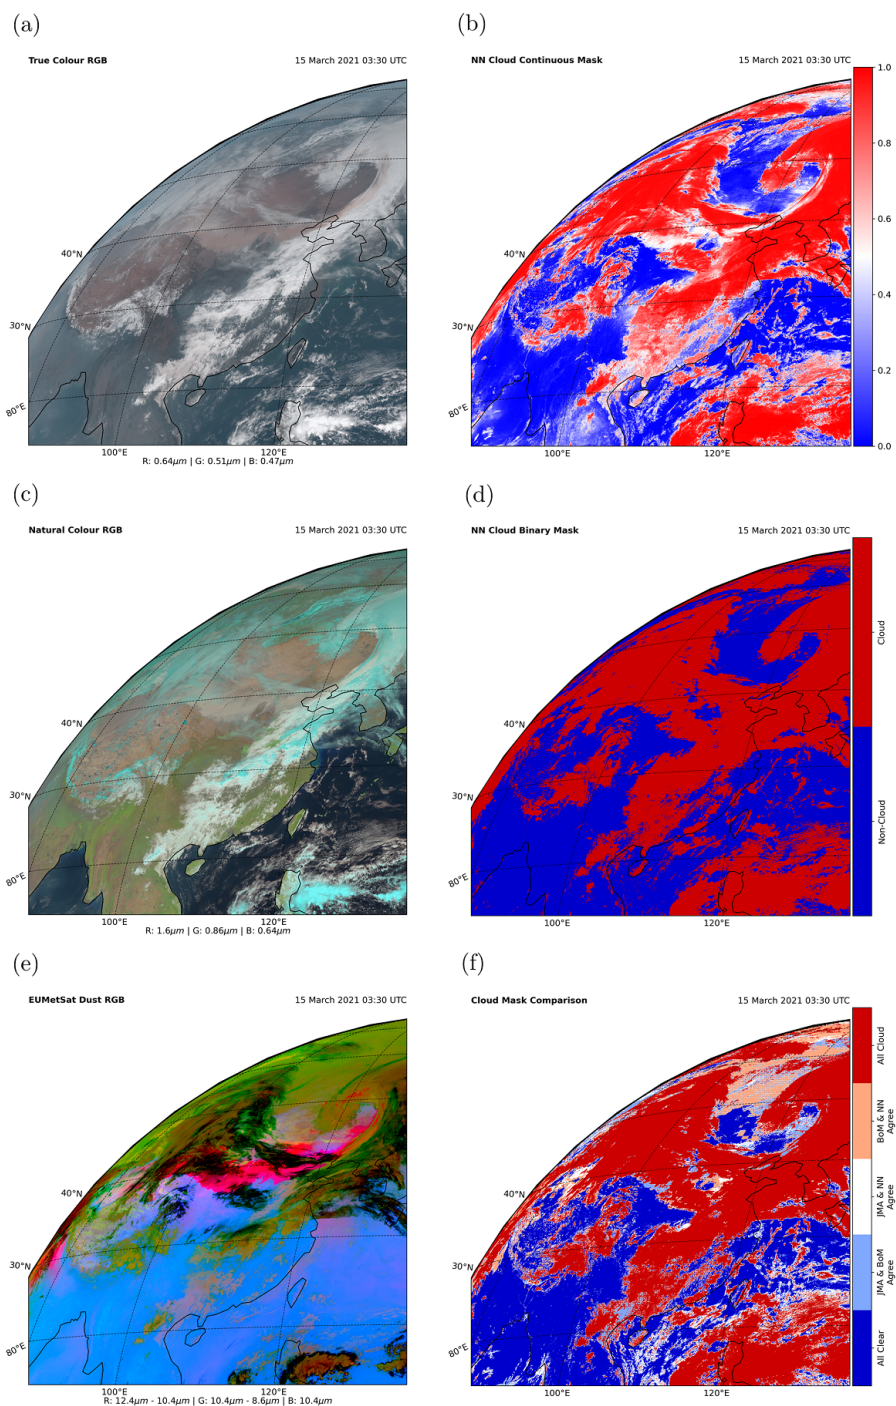 (a)
True Colour RGB 15 March 2021 03:30 UTC
40°N
30°N
80°E
100°E 120°E
R: 0.64μm | G: 0.51μm | B: 0.47μm
(b)
NN Cloud Continuous Mask 15 March 2021 03:30 UTC
1.0
0.8
0.6
0.4
0.2
0.0
40°N
30°N
80°E
100°E 120°E
(c)
Natural Colour RGB 15 March 2021 03:30 UTC
40°N
30°N
80°E
100°E 120°E
R: 1.6μm | G: 0.86μm | B: 0.64μm
(d)
NN Cloud Binary Mask 15 March 2021 03:30 UTC
Cloud
Non-Cloud
40°N
30°N
80°E
100°E 120°E
(e)
EUMetSat Dust RGB 15 March 2021 03:30 UTC
40°N
30°N
80°E
100°E 120°E
R: 12.4μm - 10.4μm | G: 10.4μm - 8.6μm | B: 10.4μm
(f)
Cloud Mask Comparison 15 March 2021 03:30 UTC
All Cloud
BoM & NN
Agree
JMA & NN
Agree
JMA & BoM
Agree
All Clear
40°N
30°N
80°E
100°E 120°E